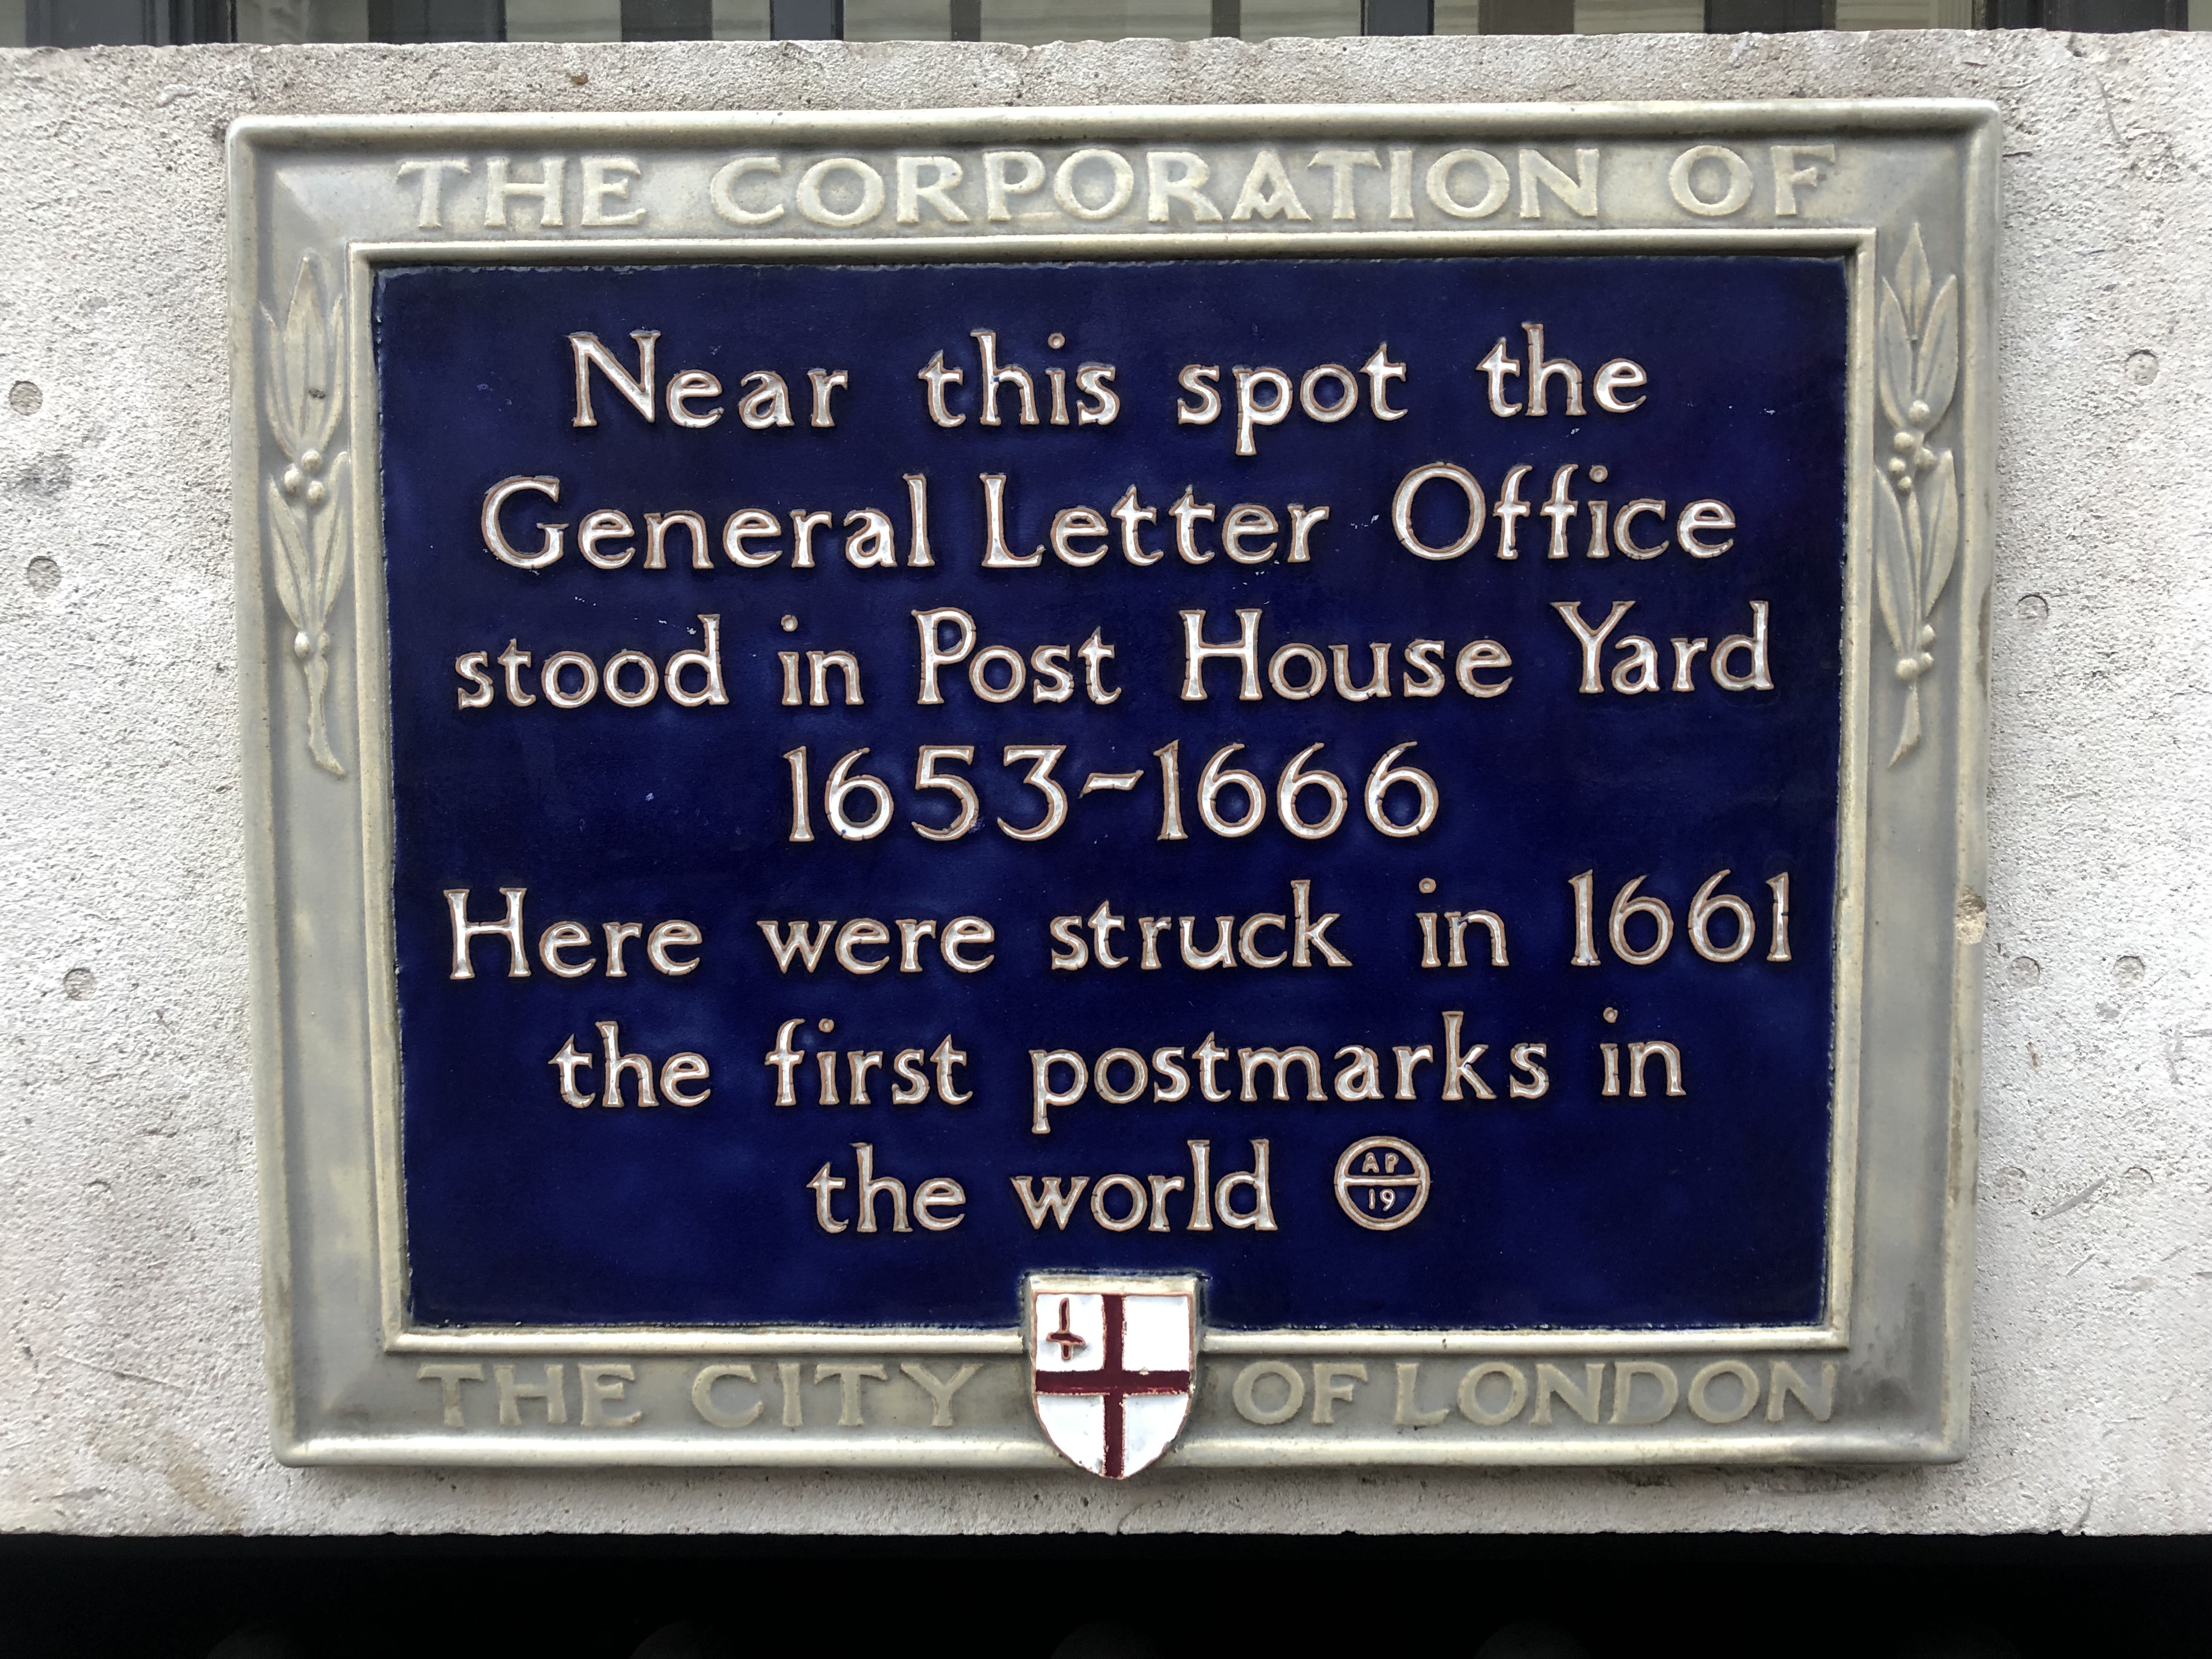 THE CORPORATION OF
Near this spot the
General Letter Office
stood in Post House Yard
1653~1666
Here were struck in 1661
the first postmarks in
the world AP 19
THE CITY OF LONDON